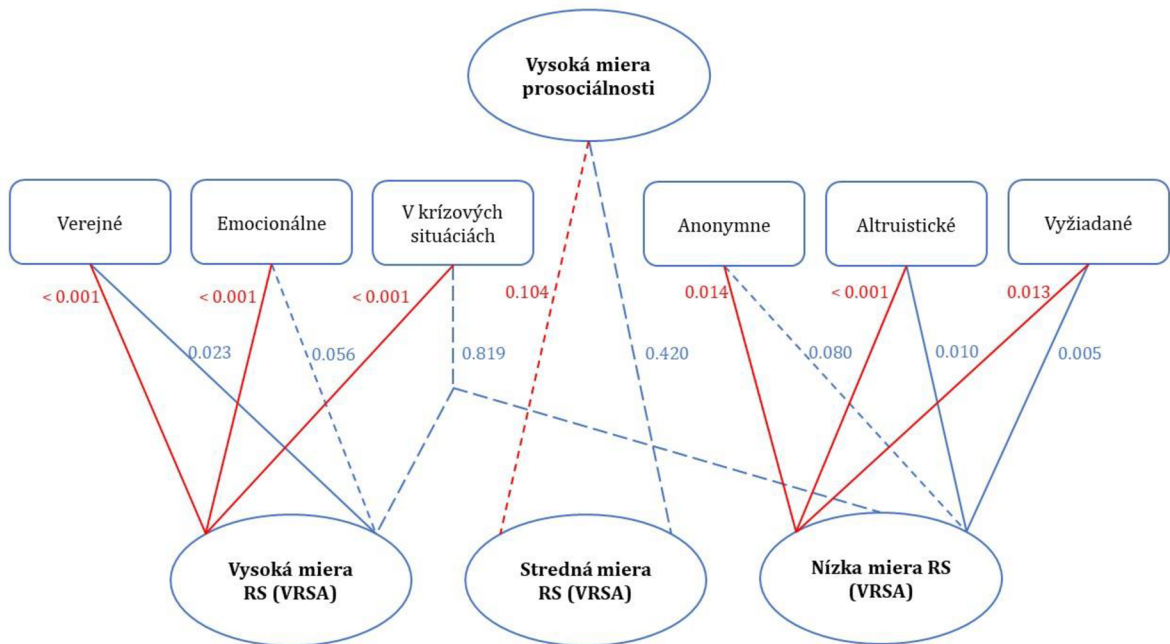 Vysoká miera
prosociálnosti
Verejné
Emocionálne
V krízových
situáciách
Anonymne
Altruistické
Vyžiadané
< 0.001
< 0.001
< 0.001
0.104
0.014
< 0.001
0.013
0.023
0.056
0.819
0.420
0.080
0.010
0.005
Vysoká miera
RS (VRSA)
Stredná miera
RS (VRSA)
Nízka miera RS
(VRSA)